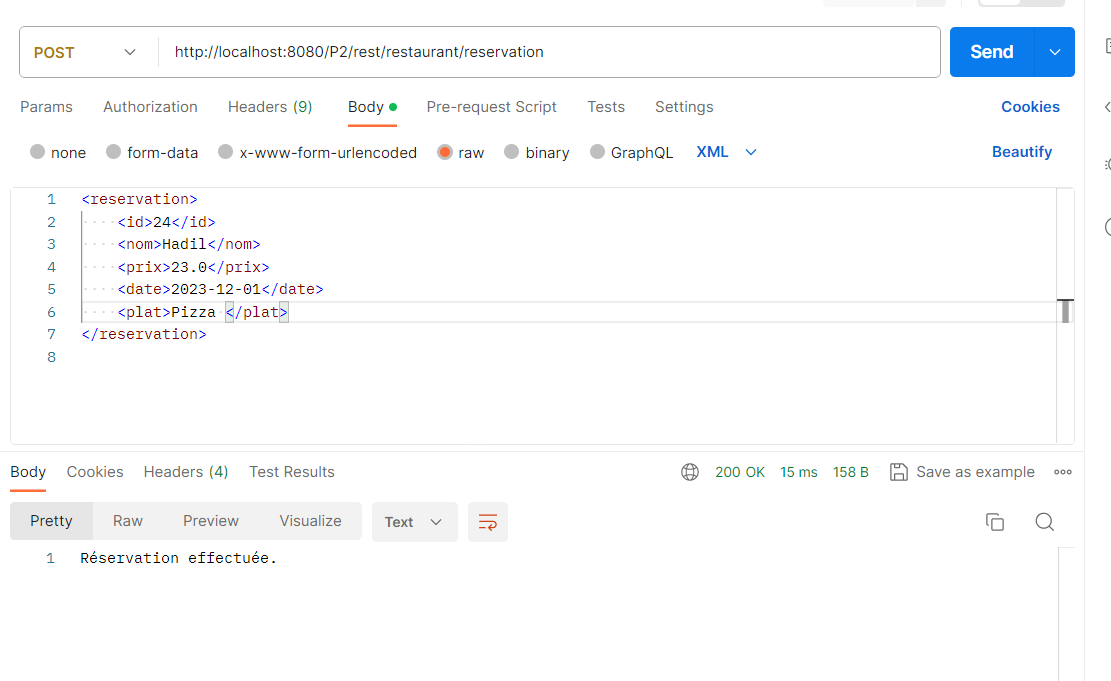 POST http://localhost:8080/P2/rest/restaurant/reservation Send
Params Authorization Headers (9) Body Pre-request Script Tests Settings Cookies
none form-data x-www-form-urlencoded raw binary GraphQL XML Beautify
1 <reservation>
2 ····<id>24</id>
3 ····<nom>Hadil</nom>
4 ····<prix>23.0</prix>
5 ····<date>2023-12-01</date>
6 ····<plat>Pizza·</plat>
7 </reservation>
8
Body Cookies Headers (4) Test Results 200 OK 15 ms 158 B Save as example
Pretty Raw Preview Visualize Text
1 Réservation effectuée.